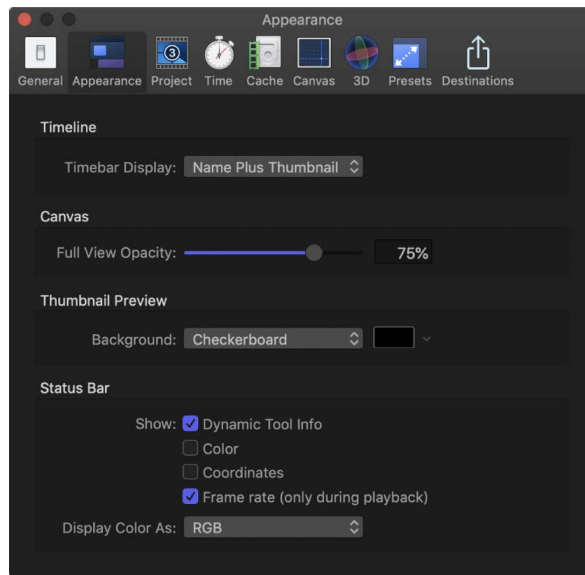 Appearance
3
General Appearance Project Time Cache Canvas 3D Presets Destinations
Timeline
Timebar Display: Name Plus Thumbnail
Canvas
Full View Opacity: 75%
Thumbnail Preview
Background: Checkerboard
Status Bar
Show: Dynamic Tool Info
Color
Coordinates
Frame rate (only during playback)
Display Color As: RGB